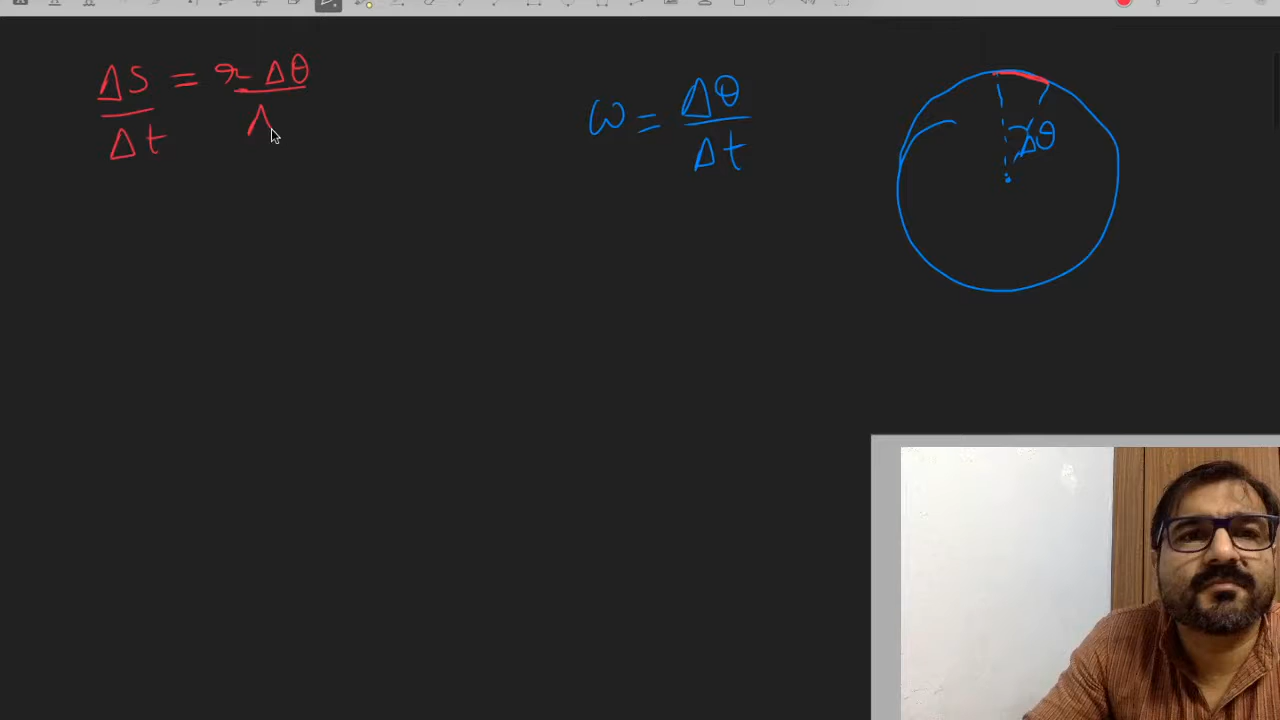 ΔS/Δt = r Δθ/Δ
ω = Δθ/Δt
Δθ